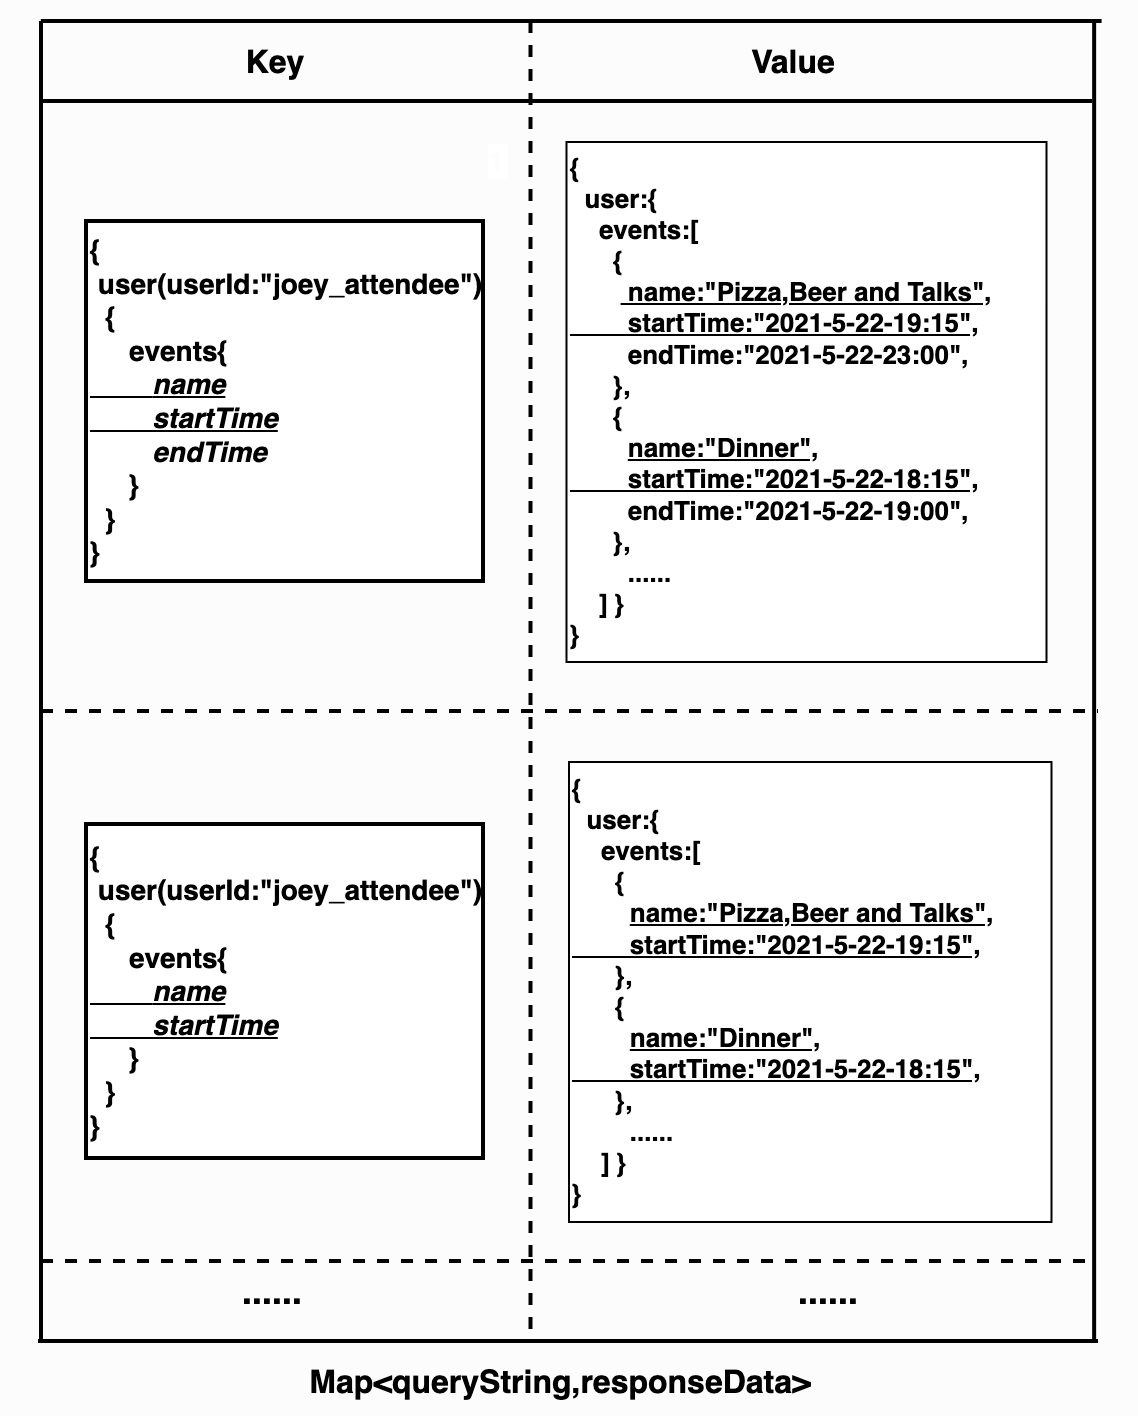 Key
Value
{
user(userId:"joey_attendee")
{
events{
name
startTime
endTime
}
}
}
{
user:{
events:[
{
name:"Pizza,Beer and Talks",
startTime:"2021-5-22-19:15",
endTime:"2021-5-22-23:00",
},
{
name:"Dinner",
startTime:"2021-5-22-18:15",
endTime:"2021-5-22-19:00",
},
......
] }
}
{
user(userId:"joey_attendee")
{
events{
name
startTime
}
}
}
{
user:{
events:[
{
name:"Pizza,Beer and Talks",
startTime:"2021-5-22-19:15",
},
{
name:"Dinner",
startTime:"2021-5-22-18:15",
},
......
] }
}
......
......
Map<queryString,responseData>